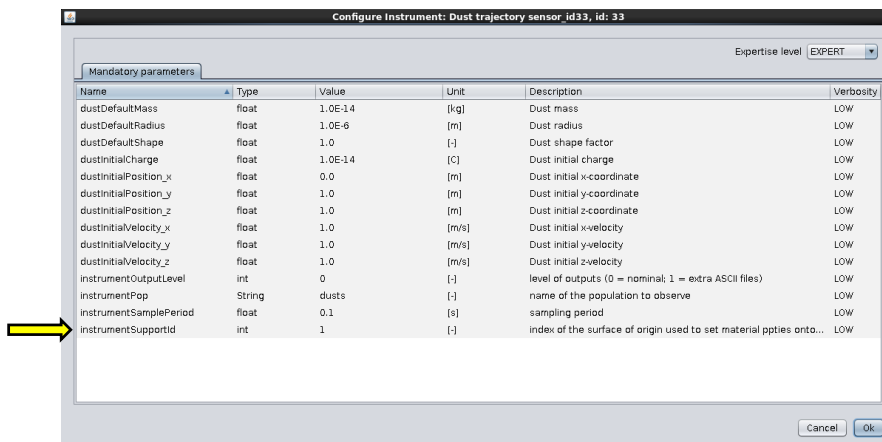 Configure Instrument: Dust trajectory sensor_id33, id: 33
Expertise level EXPERT
Mandatory parameters
Name Type Value Unit Description Verbosity
dustDefaultMass float 1.0E-14 [kg] Dust mass LOW
dustDefaultRadius float 1.0E-6 [m] Dust radius LOW
dustDefaultShape float 1.0 [-] Dust shape factor LOW
dustInitialCharge float 1.0E-14 [C] Dust initial charge LOW
dustInitialPosition_x float 0.0 [m] Dust initial x-coordinate LOW
dustInitialPosition_y float 1.0 [m] Dust initial y-coordinate LOW
dustInitialPosition_z float 1.0 [m] Dust initial z-coordinate LOW
dustInitialVelocity_x float 1.0 [m/s] Dust initial x-velocity LOW
dustInitialVelocity_y float 1.0 [m/s] Dust initial y-velocity LOW
dustInitialVelocity_z float 1.0 [m/s] Dust initial z-velocity LOW
instrumentOutputLevel int 0 [-] level of outputs (0 = nominal; 1 = extra ASCII files) LOW
instrumentPop String dusts [-] name of the population to observe LOW
instrumentSamplePeriod float 0.1 [s] sampling period LOW
instrumentSupportId int 1 [-] index of the surface of origin used to set material ppties onto... LOW
Cancel Ok